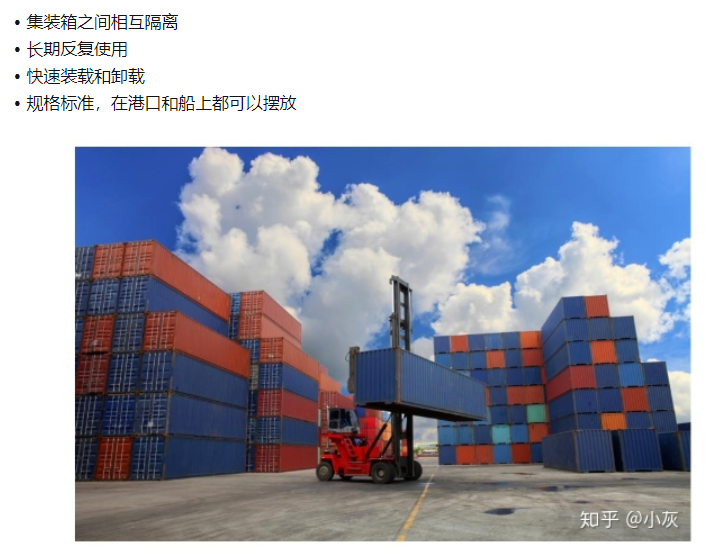 • 集装箱之间相互隔离
• 长期反复使用
• 快速装载和卸载
• 规格标准，在港口和船上都可以摆放
知乎 @小灰